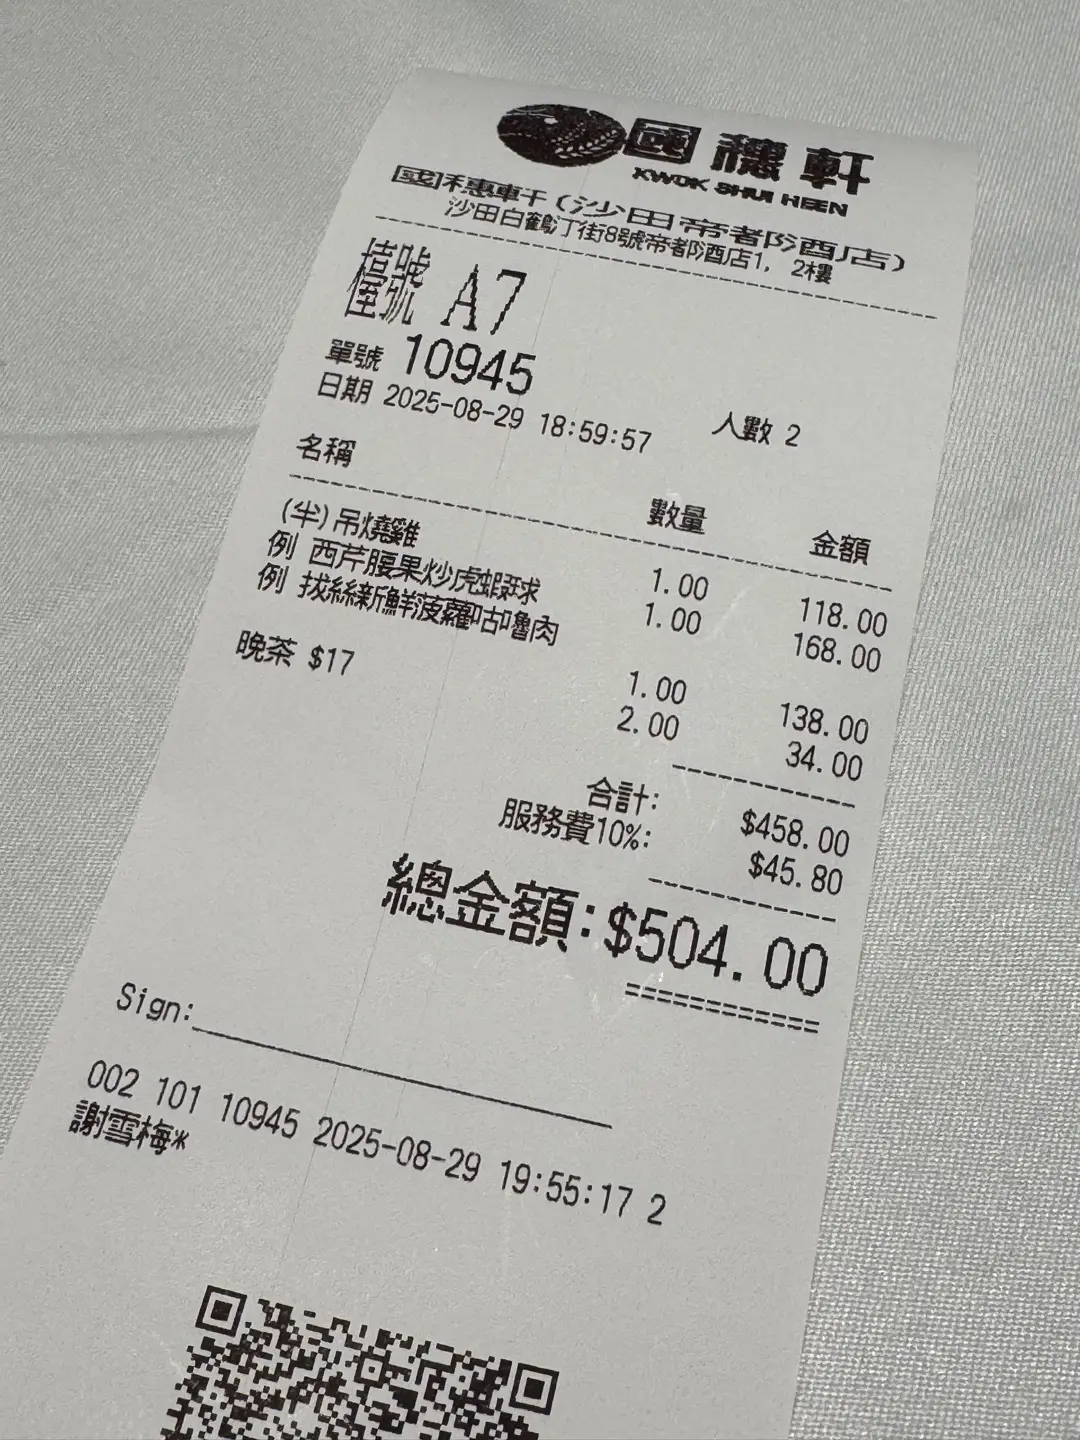 國穗軒
KWOK SHUI HEEN
國穗軒(沙田帝都酒店)
沙田白鶴汀街8號帝都酒店1，2樓
檯號 A7
單號 10945
日期 2025-08-29 18:59:57 人數 2
名稱 數量 金額
(半)吊燒雞 1.00 118.00
例 西芹腰果炒虎蝦球 1.00 168.00
例 拔絲新鮮菠蘿咕嚕肉 1.00 138.00
晚茶 $17 2.00 34.00
合計: $458.00
服務費10%: $45.80
總金額:$504.00
Sign:
002 101 10945 2025-08-29 19:55:17 2
謝雪梅*